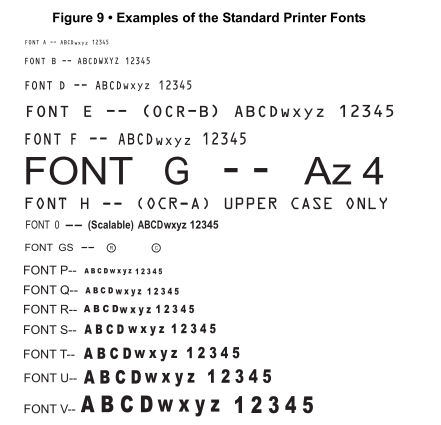 Figure 9 • Examples of the Standard Printer Fonts
FONT A -- ABCDwxyz 12345
FONT B -- ABCDWXYZ 12345
FONT D -- ABCDwxyz 12345
FONT E -- (OCR-B) ABCDwxyz 12345
FONT F -- ABCDwxyz 12345
FONT G -- Az 4
FONT H -- (OCR-A) UPPER CASE ONLY
FONT 0 -- (Scalable) ABCDwxyz 12345
FONT GS -- ® ©
FONT P-- ABCDwxyz 12345
FONT Q-- ABCDwxyz 12345
FONT R-- ABCDwxyz 12345
FONT S-- ABCDwxyz 12345
FONT T-- ABCDwxyz 12345
FONT U-- ABCDwxyz 12345
FONT V-- ABCDwxyz 12345